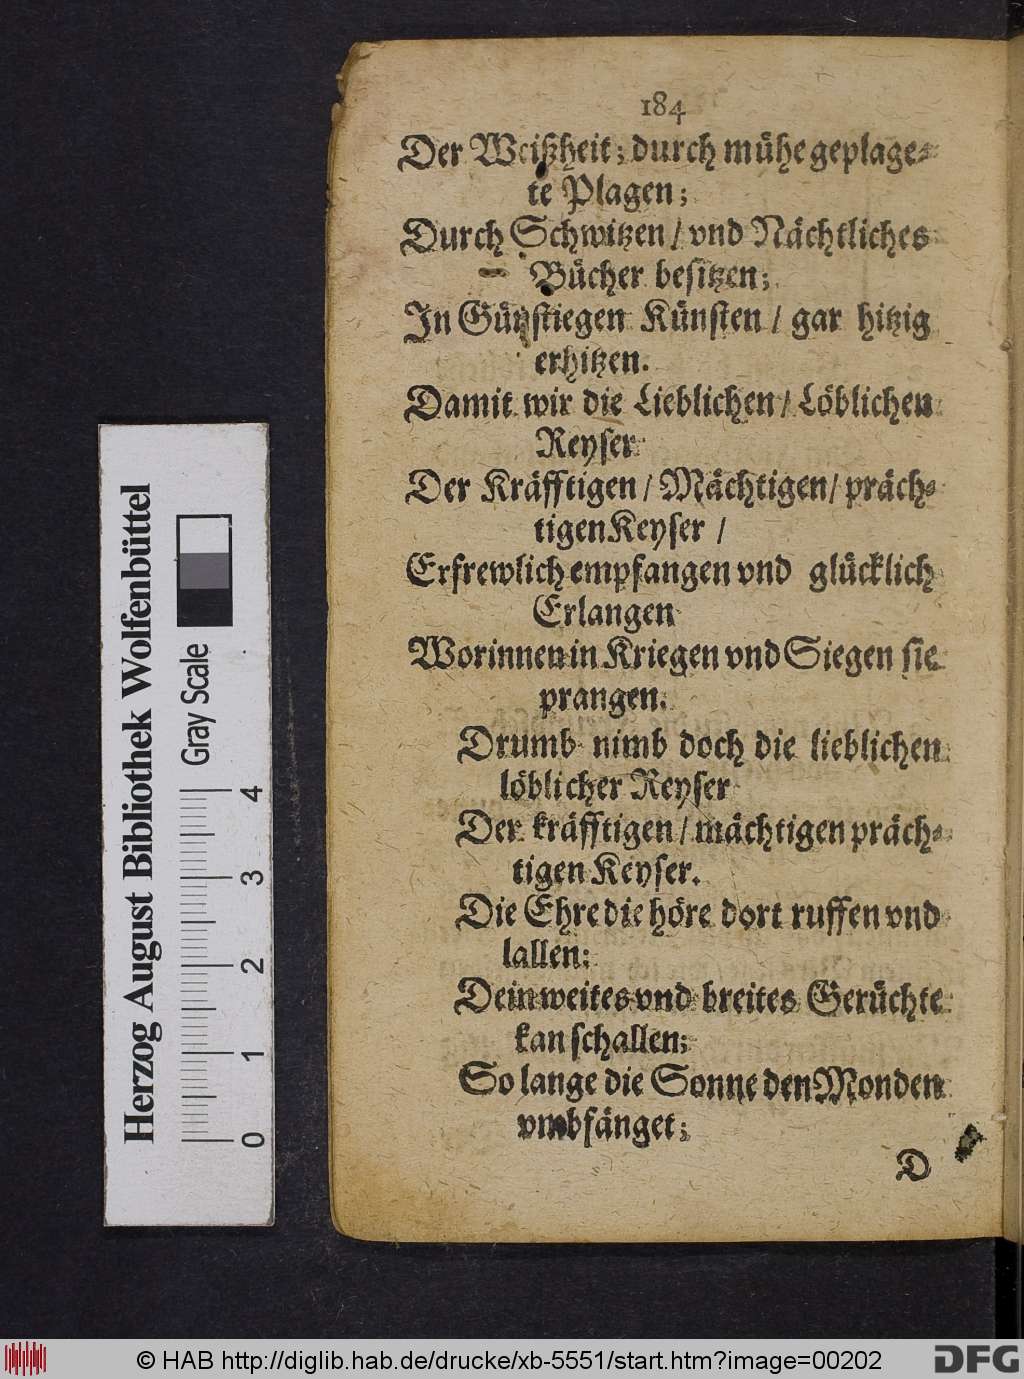 184
Der Weißheit; durch mühe geplage-
te Plagen;
Durch Schwitzen / vnd Nächtliches
Bücher besitzen;
In Günstiegen Künsten / gar hitzig
erhitzen.
Damit wir die Lieblichen / Löblichen
Reyser
Der Kräfftigen / Mächtigen / präch-
tigen Keyser /
Erfrewlich empfangen vnd glücklich
Erlangen
Worinnen in Kriegen vnd Siegen sie
prangen.
Drumb nimb doch die lieblichen
löblicher Reyser
Der kräfftigen / mächtigen präch-
tigen Keyser.
Die Ehre die höre dort ruffen vnd
lallen;
Dein weites vnd breites Gerüchte
kan schallen;
So lange die Sonne den Monden
vmbfänget;
D
Herzog August Bibliothek Wolfenbüttel
Gray Scale
0 1 2 3 4
© HAB http://diglib.hab.de/drucke/xb-5551/start.htm?image=00202
DFG